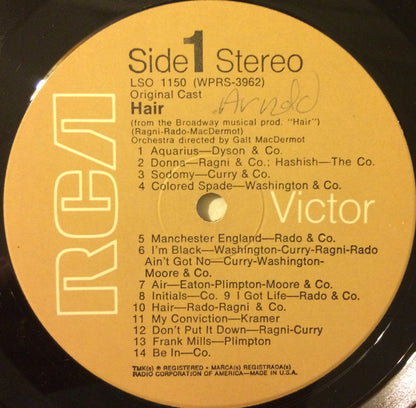 Side 1 Stereo
LSO 1150 (WPRS-3962)
Original Cast
Arnold
Hair
(from the Broadway musical prod. "Hair")
(Ragni-Rado-MacDermot)
Orchestra directed by Galt MacDermot
1 Aquarius—Dyson & Co.
2 Donna—Ragni & Co.; Hashish—The Co.
3 Sodomy—Curry & Co.
4 Colored Spade—Washington & Co.
RCA Victor
5 Manchester England—Rado & Co.
6 I'm Black—Washington-Curry-Ragni-Rado
Ain't Got No—Curry-Washington-
Moore & Co.
7 Air—Eaton-Plimpton-Moore & Co.
8 Initials—Co. 9 I Got Life—Rado & Co.
10 Hair—Rado-Ragni & Co.
11 My Conviction—Kramer
12 Don't Put It Down—Ragni-Curry
13 Frank Mills—Plimpton
14 Be In—Co.
TMK(s) ® REGISTERED • MARCA(s) REGISTRADA(s)
RADIO CORPORATION OF AMERICA—MADE IN U.S.A.